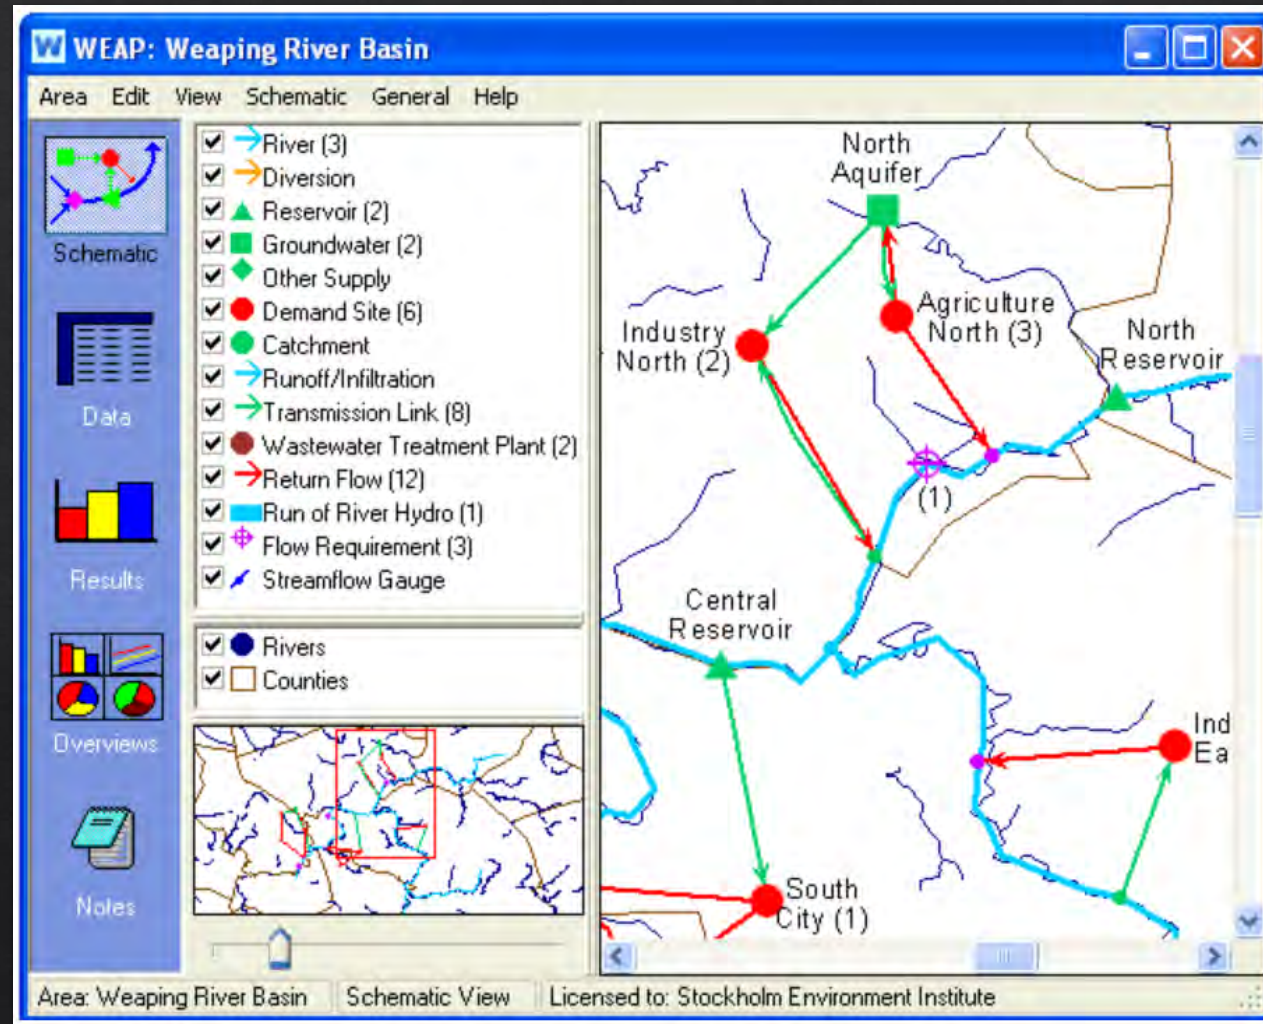 WEAP: Weaping River Basin
Area Edit View Schematic General Help
Schematic
Data
Results
Overviews
Notes
River (3)
Diversion
Reservoir (2)
Groundwater (2)
Other Supply
Demand Site (6)
Catchment
Runoff/Infiltration
Transmission Link (8)
Wastewater Treatment Plant (2)
Return Flow (12)
Run of River Hydro (1)
Flow Requirement (3)
Streamflow Gauge
Rivers
Counties
North
Aquifer
Agriculture
North (3)
Industry
North (2)
North
Reservoir
(1)
Central
Reservoir
Ind
Ea
South
City (1)
Area: Weaping River Basin Schematic View Licensed to: Stockholm Environment Institute